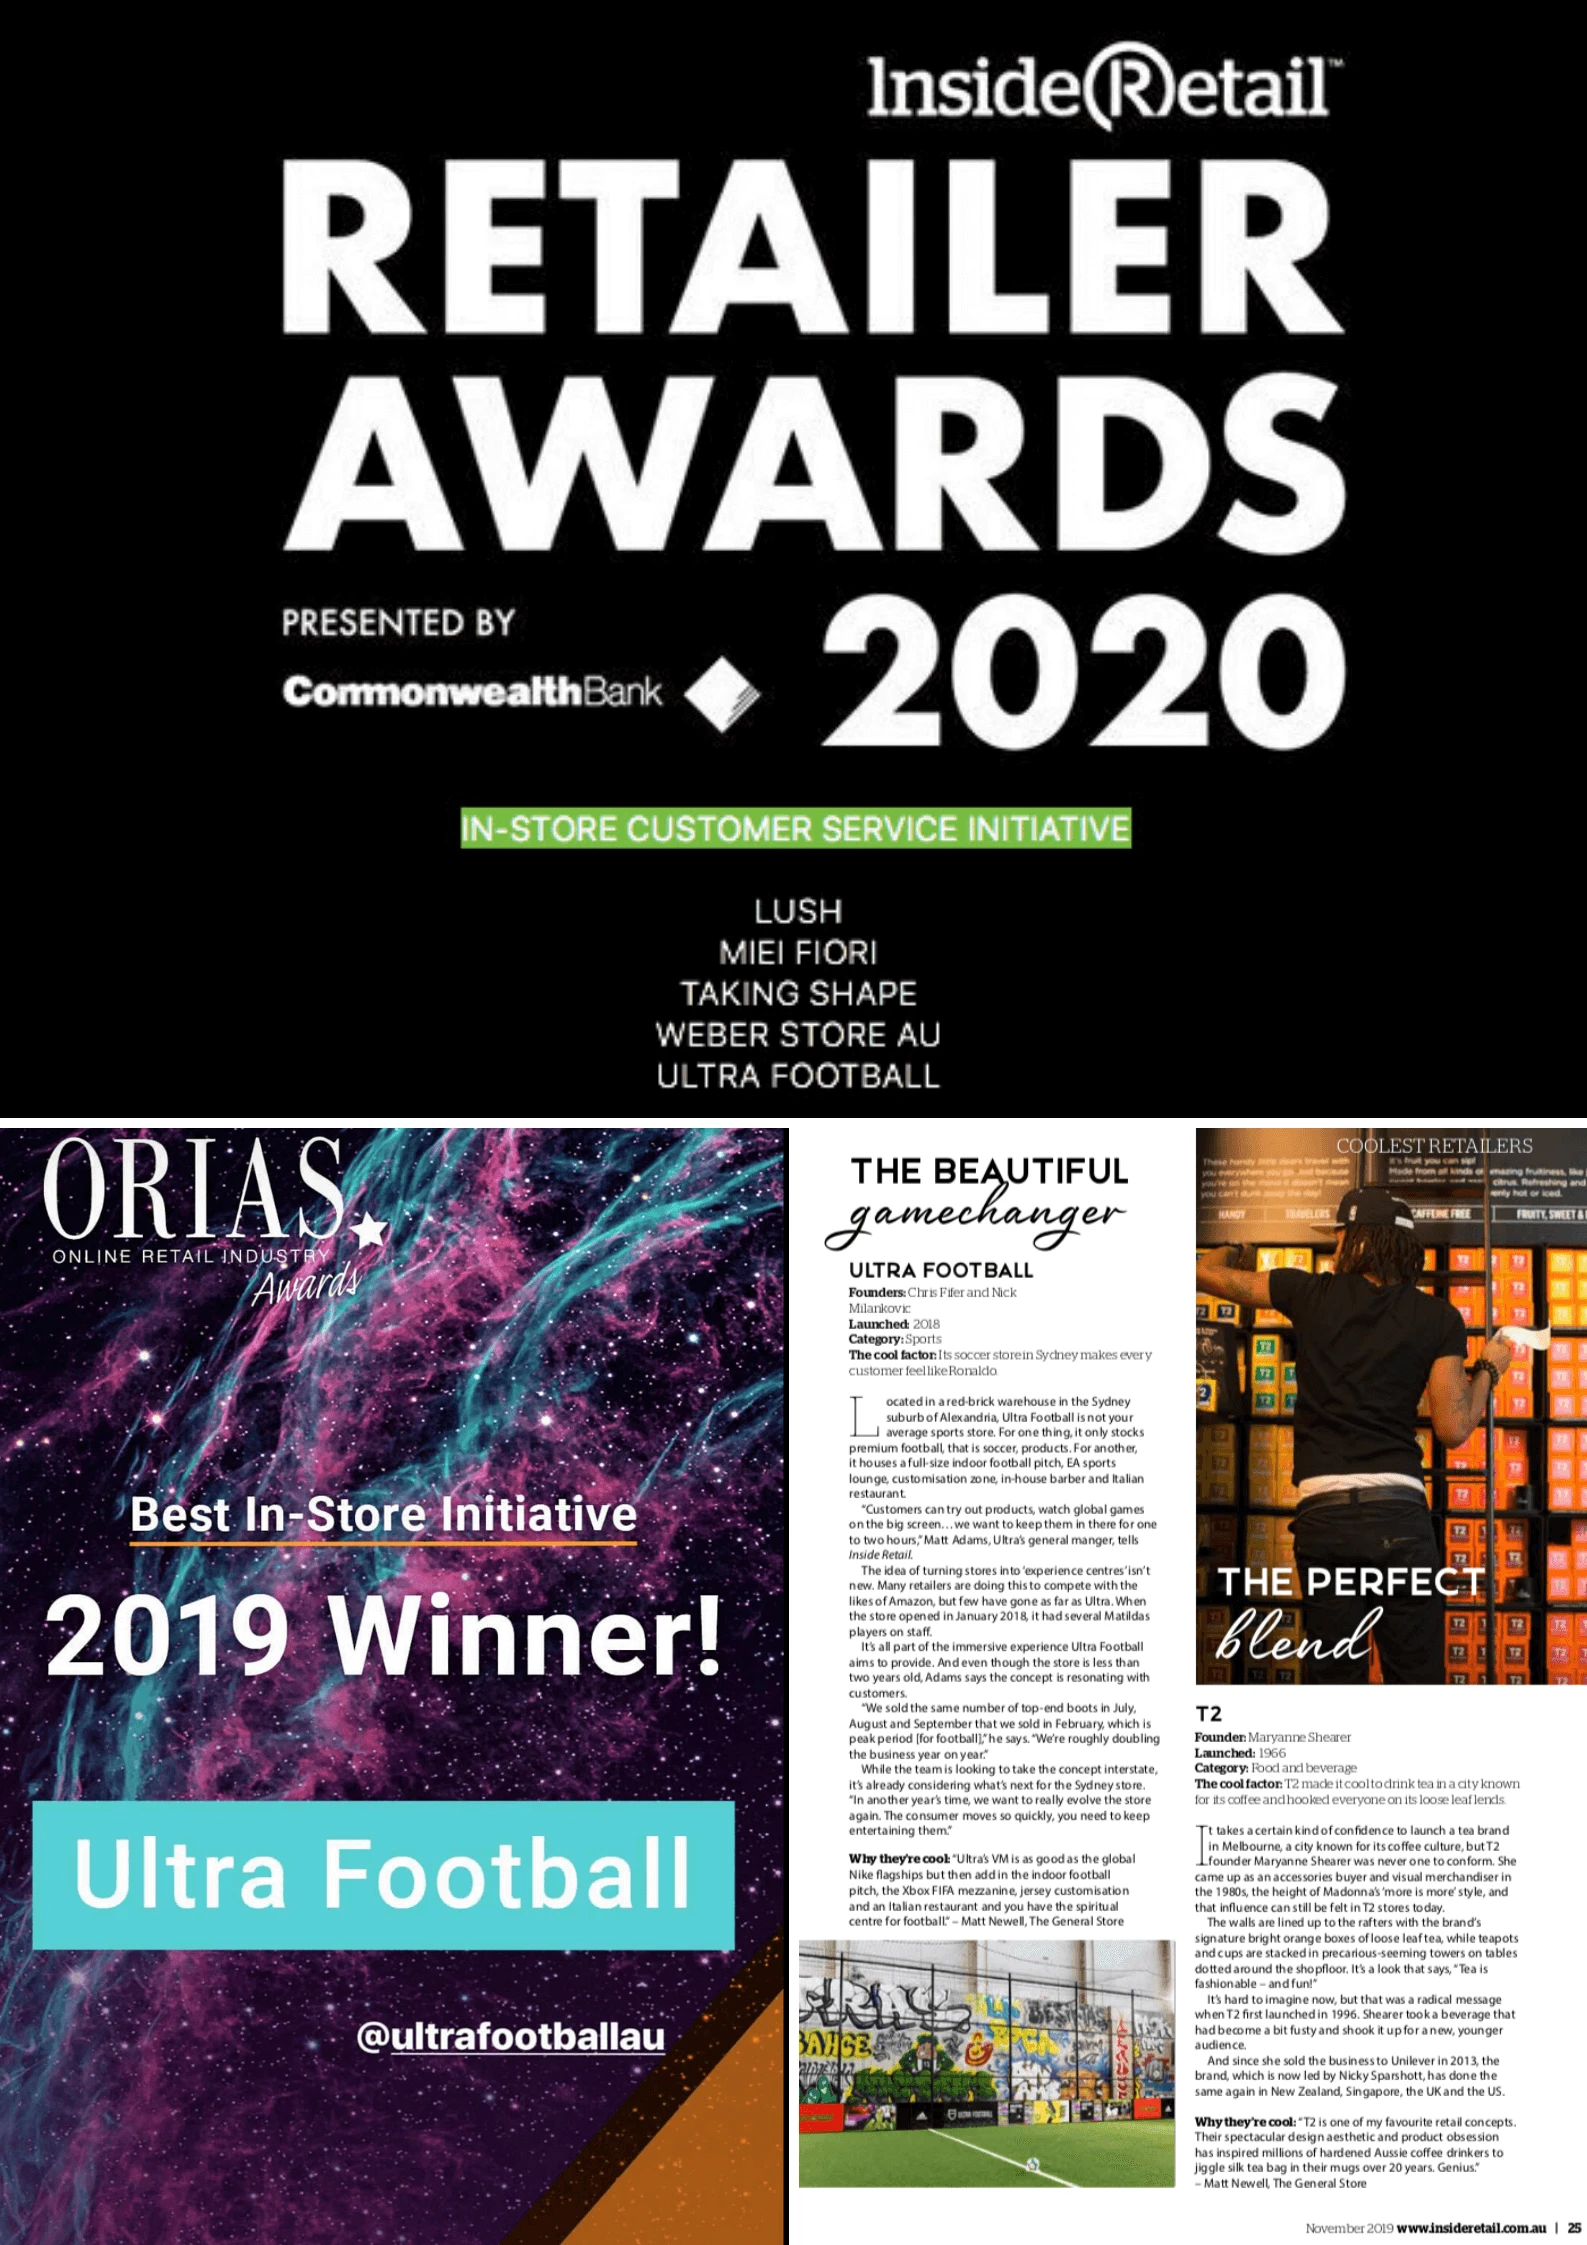 InsideRetail™
RETAILER
AWARDS
PRESENTED BY
CommonwealthBank
2020
IN-STORE CUSTOMER SERVICE INITIATIVE
LUSH
MIEI FIORI
TAKING SHAPE
WEBER STORE AU
ULTRA FOOTBALL
ORIAS
ONLINE RETAIL INDUSTRY
Awards
Best In-Store Initiative
2019 Winner!
Ultra Football
@ultrafootballau
THE BEAUTIFUL
gamechanger
ULTRA FOOTBALL
Founders: Chris Fifer and Nick
Milankovic
Launched: 2018
Category: Sports
The cool factor: Its soccer store in Sydney makes every
customer feel like Ronaldo.
Located in a red-brick warehouse in the Sydney
suburb of Alexandria, Ultra Football is not your
average sports store. For one thing, it only stocks
premium football, that is soccer, products. For another,
it houses a full-size indoor football pitch, EA sports
lounge, customisation zone, in-house barber and Italian
restaurant.
“Customers can try out products, watch global games
on the big screen…we want to keep them in there for one
to two hours,” Matt Adams, Ultra’s general manger, tells
Inside Retail.
The idea of turning stores into ‘experience centres’ isn’t
new. Many retailers are doing this to compete with the
likes of Amazon, but few have gone as far as Ultra. When
the store opened in January 2018, it had several Matildas
players on staff.
It’s all part of the immersive experience Ultra Football
aims to provide. And even though the store is less than
two years old, Adams says the concept is resonating with
customers.
“We sold the same number of top-end boots in July,
August and September that we sold in February, which is
peak period [for football],” he says. “We’re roughly doubling
the business year on year.”
While the team is looking to take the concept interstate,
it’s already considering what’s next for the Sydney store.
“In another year’s time, we want to really evolve the store
again. The consumer moves so quickly, you need to keep
entertaining them.”
Why they’re cool: “Ultra’s VM is as good as the global
Nike flagships but then add in the indoor football
pitch, the Xbox FIFA mezzanine, jersey customisation
and an Italian restaurant and you have the spiritual
centre for football.” – Matt Newell, The General Store
COOLEST RETAILERS
HANDY
TRAVELERS
CAFFEINE FREE
FRUITY, SWEET &
THE PERFECT
blend
T2
Founder: Maryanne Shearer
Launched: 1966
Category: Food and beverage
The cool factor: T2 made it cool to drink tea in a city known
for its coffee and hooked everyone on its loose leaf lends.
It takes a certain kind of confidence to launch a tea brand
in Melbourne, a city known for its coffee culture, but T2
founder Maryanne Shearer was never one to conform. She
came up as an accessories buyer and visual merchandiser in
the 1980s, the height of Madonna’s ‘more is more’ style, and
that influence can still be felt in T2 stores today.
The walls are lined up to the rafters with the brand’s
signature bright orange boxes of loose leaf tea, while teapots
and cups are stacked in precarious-seeming towers on tables
dotted around the shopfloor. It’s a look that says, “Tea is
fashionable – and fun!”
It’s hard to imagine now, but that was a radical message
when T2 first launched in 1996. Shearer took a beverage that
had become a bit fusty and shook it up for a new, younger
audience.
And since she sold the business to Unilever in 2013, the
brand, which is now led by Nicky Sparshott, has done the
same again in New Zealand, Singapore, the UK and the US.
Why they’re cool: “T2 is one of my favourite retail concepts.
Their spectacular design aesthetic and product obsession
has inspired millions of hardened Aussie coffee drinkers to
jiggle silk tea bag in their mugs over 20 years. Genius.”
– Matt Newell, The General Store
November 2019 www.insideretail.com.au | 25